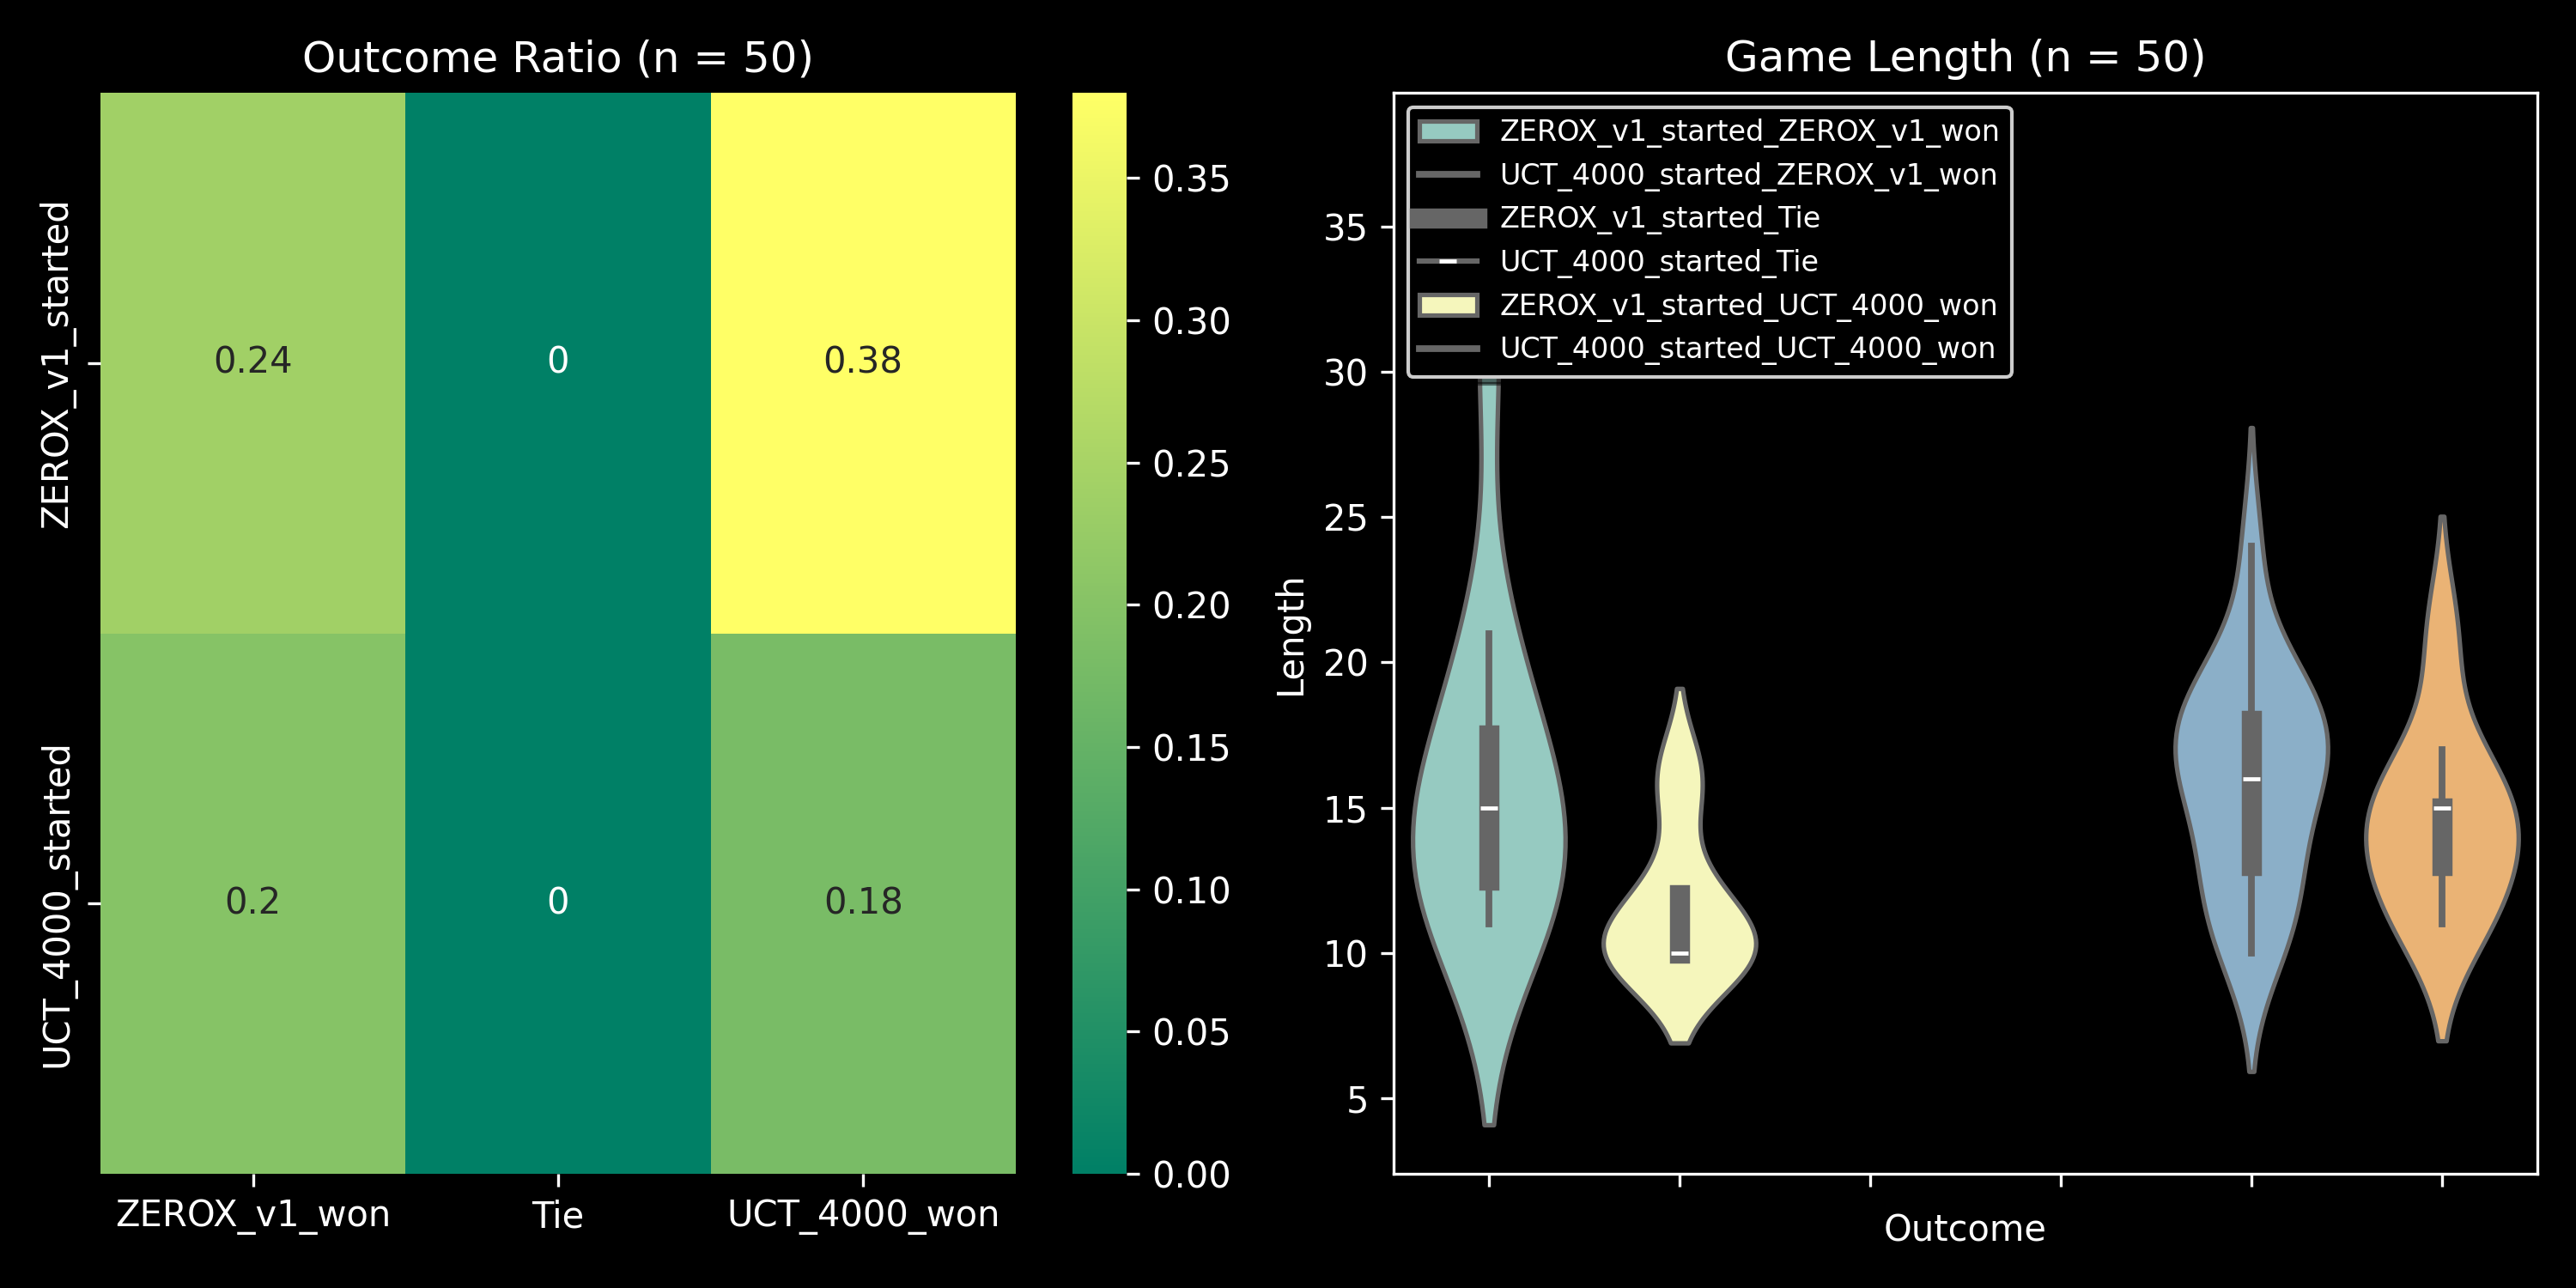 Outcome Ratio (n = 50)
ZEROX_v1_started
UCT_4000_started
0.24
0
0.38
0.2
0
0.18
ZEROX_v1_won
Tie
UCT_4000_won
0.35
0.30
0.25
0.20
0.15
0.10
0.05
0.00
Game Length (n = 50)
Length
35
30
25
20
15
10
5
ZEROX_v1_started_ZEROX_v1_won
UCT_4000_started_ZEROX_v1_won
ZEROX_v1_started_Tie
UCT_4000_started_Tie
ZEROX_v1_started_UCT_4000_won
UCT_4000_started_UCT_4000_won
Outcome